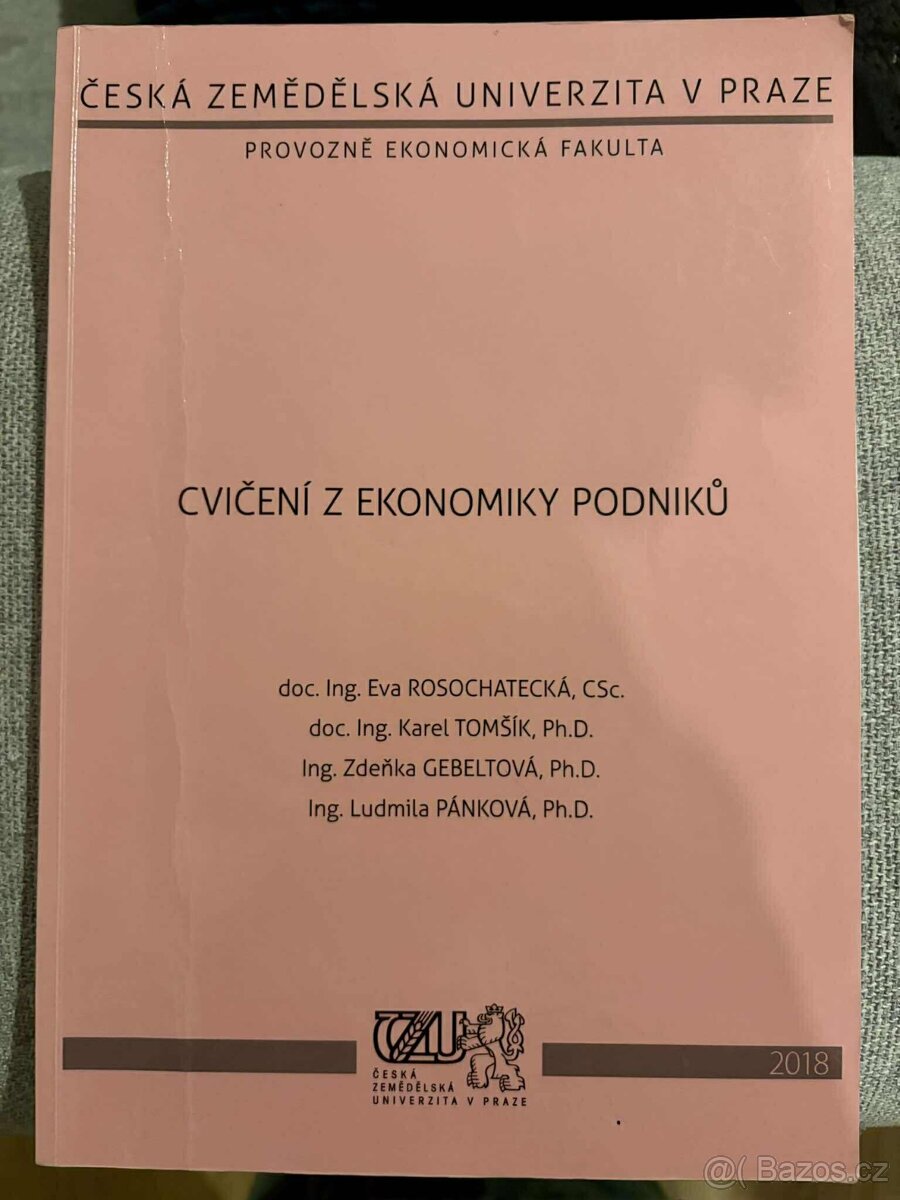 ČESKÁ ZEMĚDĚLSKÁ UNIVERZITA V PRAZE
PROVOZNĚ EKONOMICKÁ FAKULTA
CVIČENÍ Z EKONOMIKY PODNIKŮ
doc. Ing. Eva ROSOCHATECKÁ, CSc.
doc. Ing. Karel TOMŠÍK, Ph.D.
Ing. Zdeňka GEBELTOVÁ, Ph.D.
Ing. Ludmila PÁNKOVÁ, Ph.D.
ČZU
ČESKÁ
ZEMĚDĚLSKÁ
UNIVERZITA V PRAZE
2018
@( Bazos.cz